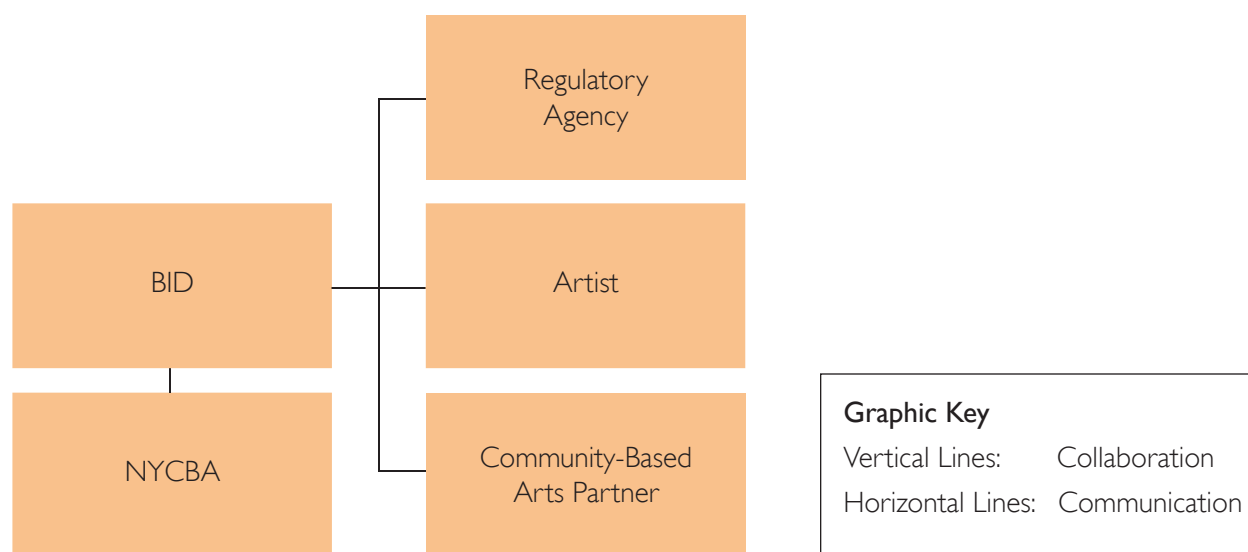 Regulatory
Agency
BID
Artist
NYCBA
Community-Based
Arts Partner
Graphic Key
Vertical Lines: Collaboration
Horizontal Lines: Communication